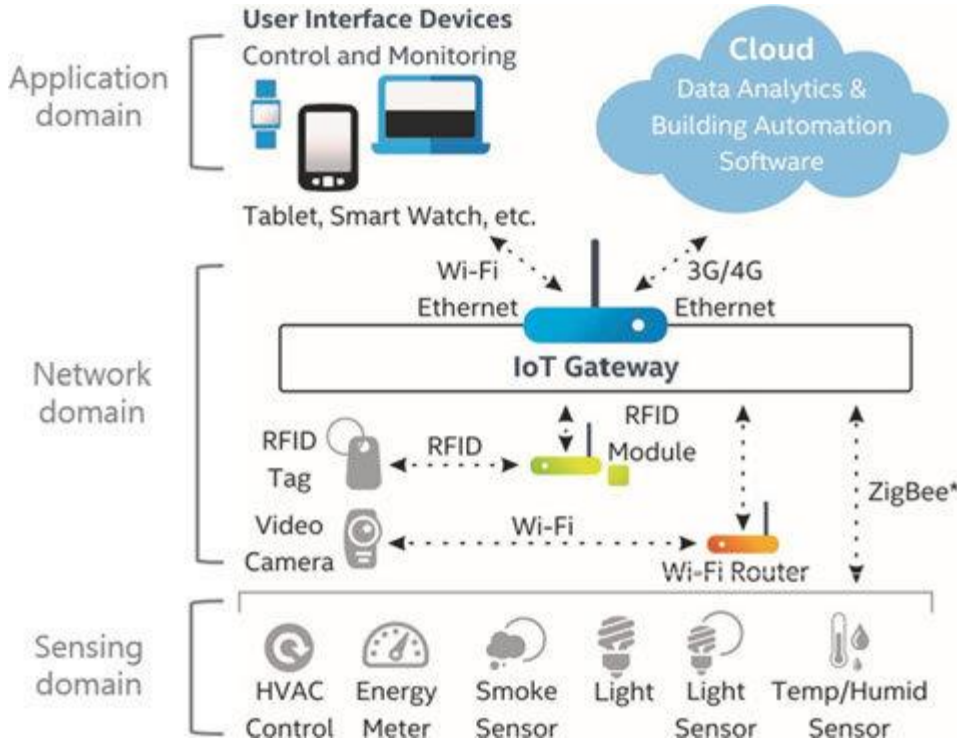 Application
domain
User Interface Devices
Control and Monitoring
Tablet, Smart Watch, etc.
Cloud
Data Analytics &
Building Automation
Software
Network
domain
Wi-Fi
Ethernet
3G/4G
Ethernet
IoT Gateway
RFID
Tag
RFID
RFID
Module
ZigBee*
Video
Camera
Wi-Fi
Wi-Fi Router
Sensing
domain
HVAC
Control
Energy
Meter
Smoke
Sensor
Light
Light
Sensor
Temp/Humid
Sensor